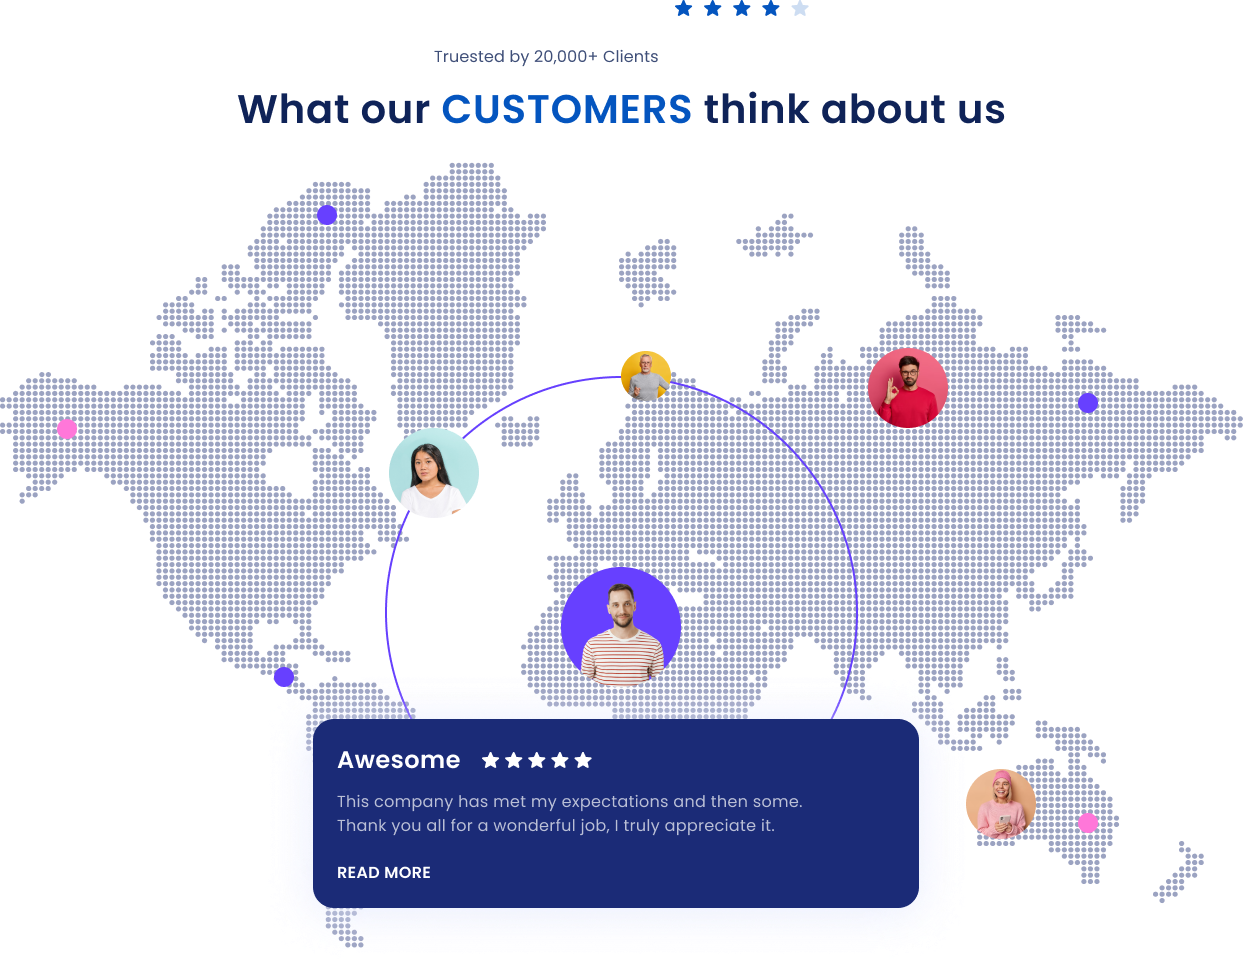 Truested by 20,000+ Clients
What our CUSTOMERS think about us
Awesome
This company has met my expectations and then some.
Thank you all for a wonderful job, I truly appreciate it.
READ MORE